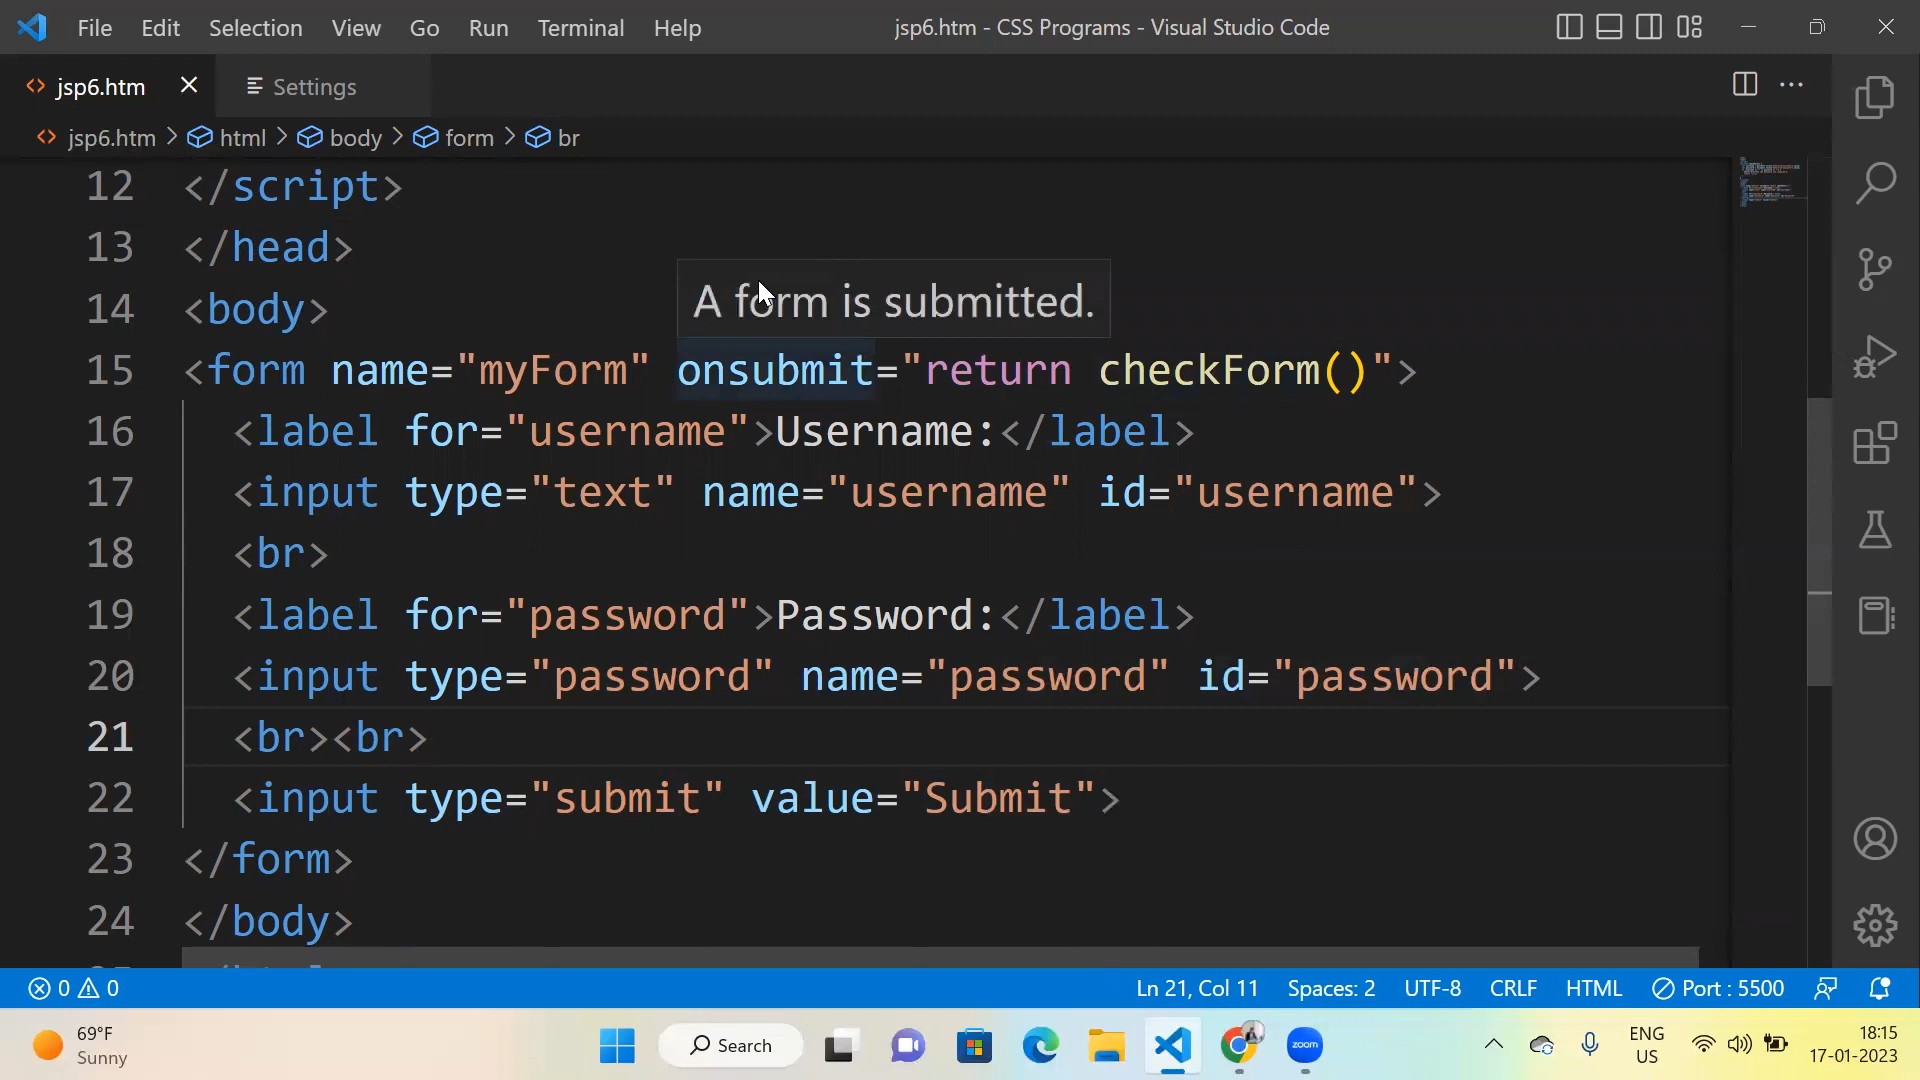 File Edit Selection View Go Run Terminal Help jsp6.htm - CSS Programs - Visual Studio Code
jsp6.htm Settings
jsp6.htm > html > body > form > br
12 </script>
13 </head>
14 <body>
A form is submitted.
15 <form name="myForm" onsubmit="return checkForm()">
16 <label for="username">Username:</label>
17 <input type="text" name="username" id="username">
18 <br>
19 <label for="password">Password:</label>
20 <input type="password" name="password" id="password">
21 <br><br>
22 <input type="submit" value="Submit">
23 </form>
24 </body>
0 0 Ln 21, Col 11 Spaces: 2 UTF-8 CRLF HTML Port : 5500
69°F
Sunny
Search
zoom
ENG
US
18:15
17-01-2023